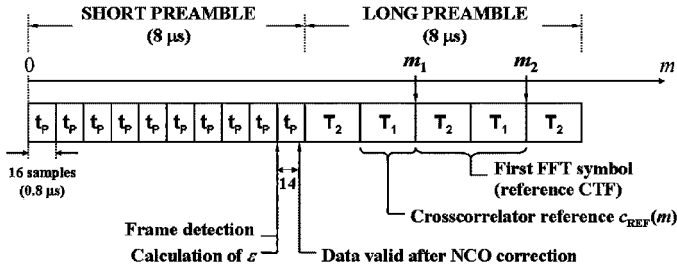 SHORT PREAMBLE LONG PREAMBLE
(8 μs) (8 μs)
0 m1 m2 m
tP tP tP tP tP tP tP tP tP tP T2 T1 T2 T1 T2
16 samples
(0.8 μs)
14
First FFT symbol
(reference CTF)
Crosscorrelator reference cREF(m)
Frame detection
Calculation of ε
Data valid after NCO correction